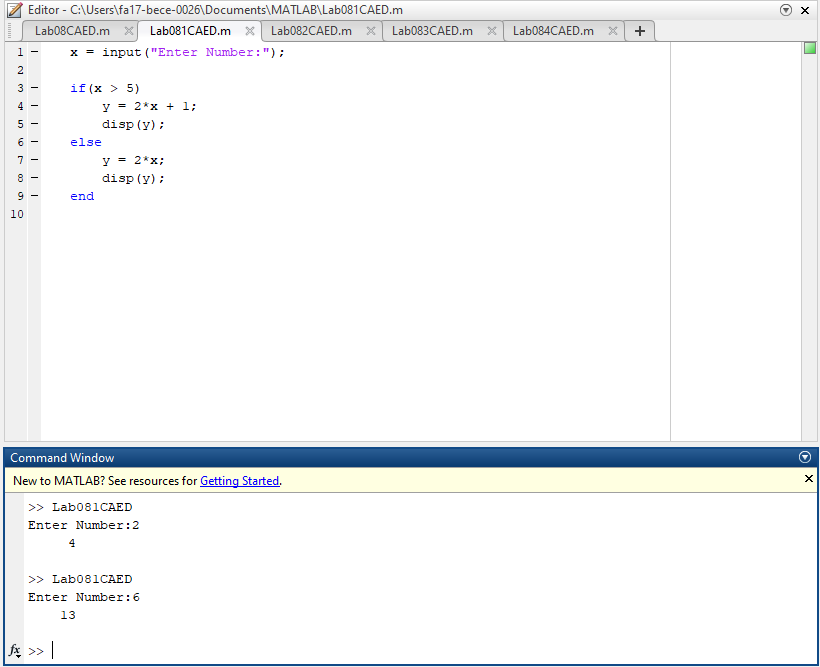 Editor - C:\Users\fa17-bece-0026\Documents\MATLAB\Lab081CAED.m
Lab08CAED.m Lab081CAED.m Lab082CAED.m Lab083CAED.m Lab084CAED.m +
1 x = input("Enter Number:");
2
3 if(x > 5)
4 y = 2*x + 1;
5 disp(y);
6 else
7 y = 2*x;
8 disp(y);
9 end
10
Command Window
New to MATLAB? See resources for Getting Started.
>> Lab081CAED
Enter Number:2
4
>> Lab081CAED
Enter Number:6
13
fx >>